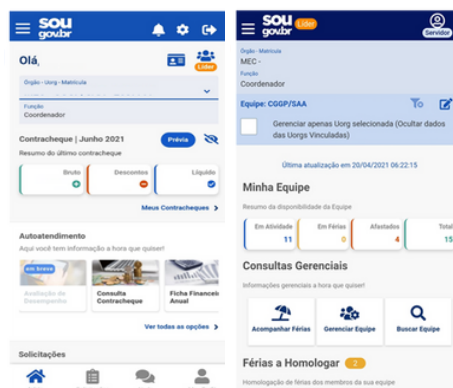 sou
gov.br
Olá,
Líder
Órgão - Uorg - Matrícula
Função
Coordenador
Contracheque | Junho 2021
Prévia
Resumo do último contracheque
Bruto
Descontos
Líquido
Meus Contracheques >
Autoatendimento
Aqui você tem informação a hora que quiser!
em breve
Avaliação de
Desempenho
Consulta
Contracheque
Ficha Financeir
Anual
Ver todas as opções >
Solicitações
sou
gov.br
Líder
Servidor
Órgão - Matrícula
MEC -
Função
Coordenador
Equipe: CGGP/SAA
Gerenciar apenas Uorg selecionada (Ocultar dados
das Uorgs Vinculadas)
Última atualização em 20/04/2021 06:22:15
Minha Equipe
Resumo da disponibilidade da Equipe
Em Atividade
11
Em Férias
0
Afastados
4
Total
15
Consultas Gerenciais
Informações gerenciais a hora que quiser!
Acompanhar Férias
Gerenciar Equipe
Buscar Equipe
Férias a Homologar 2
Homologação de férias dos membros da sua equipe